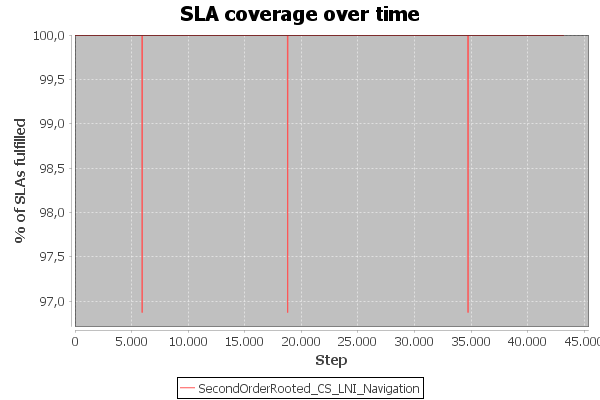 SLA coverage over time
100,0
99,5
99,0
98,5
98,0
97,5
97,0
% of SLAs fulfilled
0 5.000 10.000 15.000 20.000 25.000 30.000 35.000 40.000 45.000
Step
SecondOrderRooted_CS_LNI_Navigation